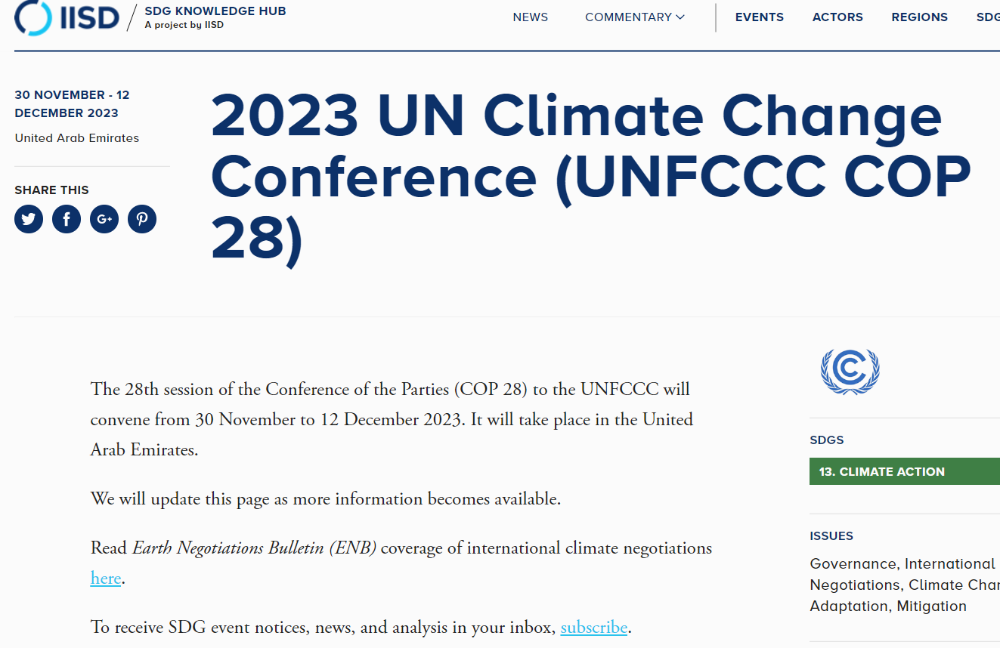 IISD
SDG KNOWLEDGE HUB
A project by IISD
NEWS
COMMENTARY
EVENTS
ACTORS
REGIONS
SDG
30 NOVEMBER - 12
DECEMBER 2023
United Arab Emirates
SHARE THIS
G+
2023 UN Climate Change
Conference (UNFCCC COP
28)
The 28th session of the Conference of the Parties (COP 28) to the UNFCCC will
convene from 30 November to 12 December 2023. It will take place in the United
Arab Emirates.
We will update this page as more information becomes available.
Read Earth Negotiations Bulletin (ENB) coverage of international climate negotiations
here.
To receive SDG event notices, news, and analysis in your inbox, subscribe.
SDGS
13. CLIMATE ACTION
ISSUES
Governance, International
Negotiations, Climate Chan
Adaptation, Mitigation